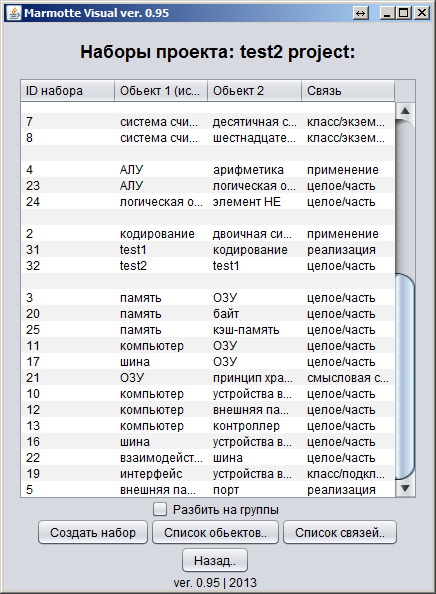 Marmotte Visual ver. 0.95
Наборы проекта: test2 project:
ID набора Обьект 1 (ис... Обьект 2 Связь
7 система счи... десятичная с... класс/экзем...
8 система счи... шестнадцате... класс/экзем...
4 АЛУ арифметика применение
23 АЛУ логическая о... целое/часть
24 логическая о... элемент НЕ целое/часть
2 кодирование двоичная си... применение
31 test1 кодирование реализация
32 test2 test1 целое/часть
3 память ОЗУ целое/часть
20 память байт целое/часть
25 память кэш-память целое/часть
11 компьютер ОЗУ целое/часть
17 шина ОЗУ целое/часть
21 ОЗУ принцип хра... смысловая с...
10 компьютер устройства в... целое/часть
12 компьютер внешняя па... целое/часть
13 компьютер контроллер целое/часть
16 шина устройства в... целое/часть
22 взаимодейст... шина целое/часть
19 интерфейс устройства в... класс/подкл...
5 внешняя па... порт реализация
Разбить на группы
Создать набор Список обьектов.. Список связей..
Назад..
ver. 0.95 | 2013